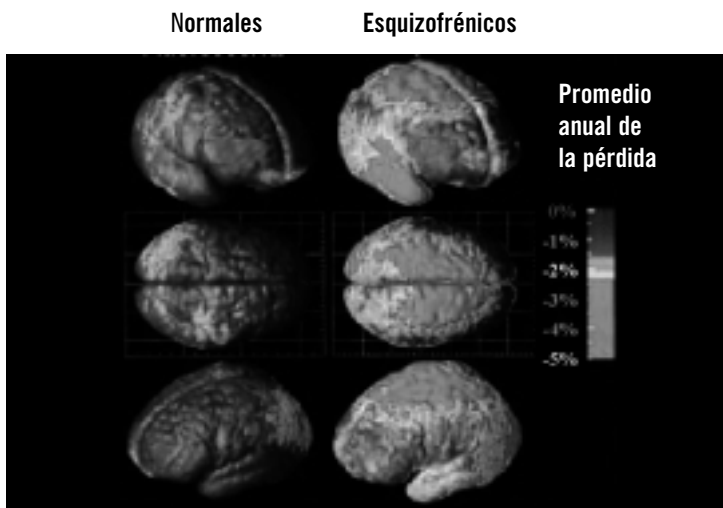 Normales
Esquizofrénicos
Promedio
anual de
la pérdida
0%
-1%
-2%
-3%
-4%
-5%